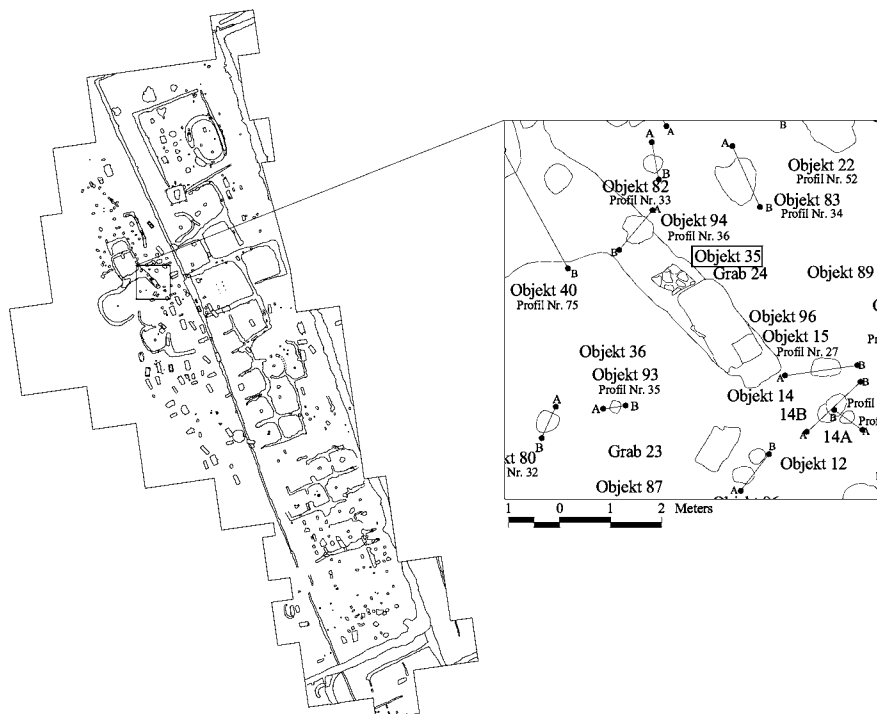 A
A
A
B
Objekt 22
Profil Nr. 52
B
Objekt 82
Profil Nr. 33
Objekt 83
Profil Nr. 34
B
A
Objekt 94
Profil Nr. 36
B
Objekt 35
Grab 24
Objekt 89
B
Objekt 40
Profil Nr. 75
Objekt 96
Objekt 15
Profil Nr. 27
Objekt 36
Objekt 93
Profil Nr. 35
A
B
B
Objekt 14
A
A
B
14B
B
Profil
14A
A
A
B
Grab 23
Objekt 12
80
Nr. 32
Objekt 87
A
1 0 1 2 Meters